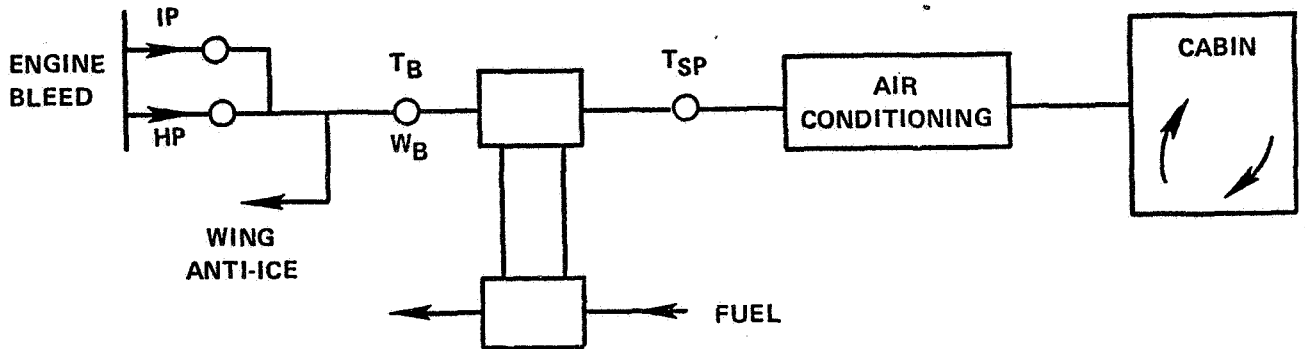 IP
ENGINE
BLEED
HP
WING
ANTI-ICE
T_B
W_B
T_SP
AIR
CONDITIONING
CABIN
FUEL